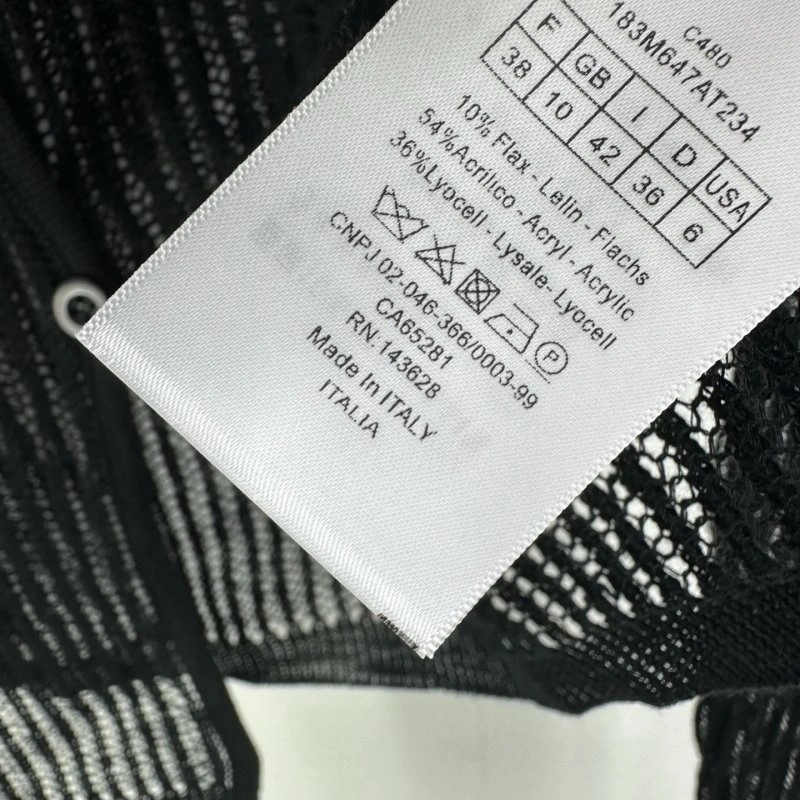 C480
183M647AT234
F GB I D USA
38 10 42 36 6
10% Flax - Lelin - Flachs
54%Acrilico - Acryl - Acrylic
36%Lyocell - Lysale- Lyocell
P
CNPJ 02-046-366/0003-99
CA65281
RN:143628
Made In ITALY
ITALIA